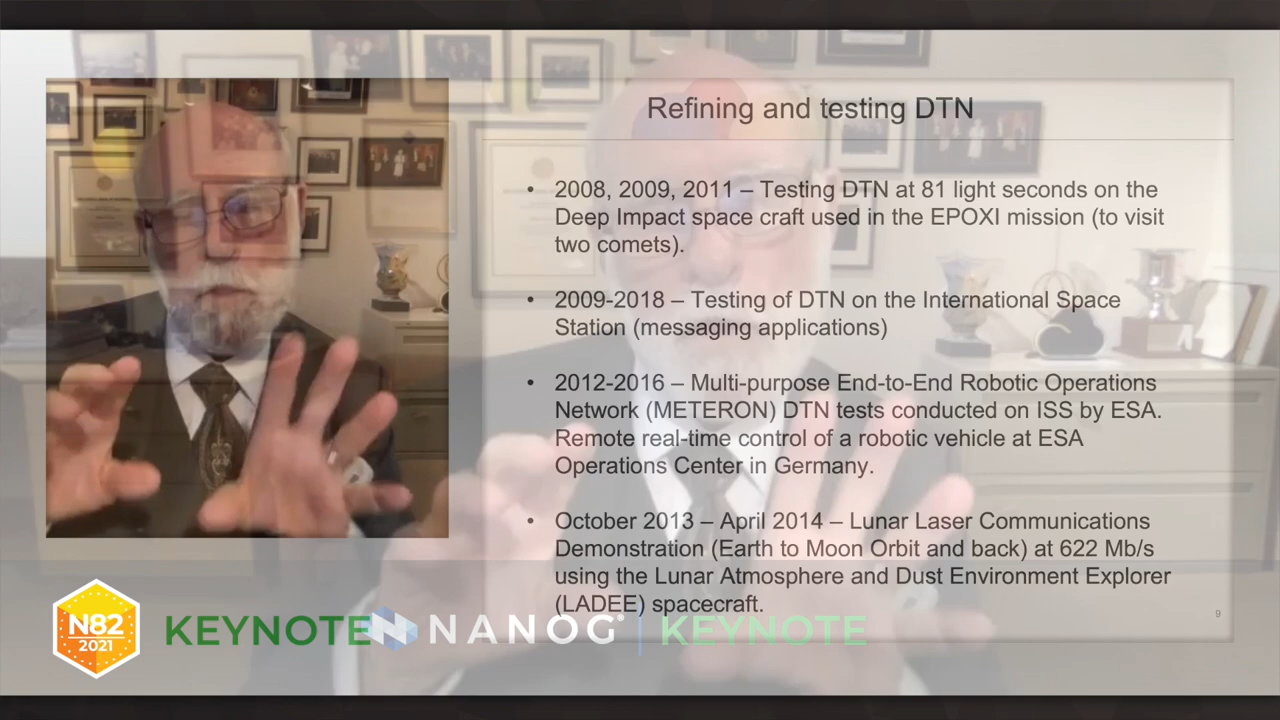 Refining and testing DTN
• 2008, 2009, 2011 – Testing DTN at 81 light seconds on the
Deep Impact space craft used in the EPOXI mission (to visit
two comets).
• 2009-2018 – Testing of DTN on the International Space
Station (messaging applications)
• 2012-2016 – Multi-purpose End-to-End Robotic Operations
Network (METERON) DTN tests conducted on ISS by ESA.
Remote real-time control of a robotic vehicle at ESA
Operations Center in Germany.
• October 2013 – April 2014 – Lunar Laser Communications
Demonstration (Earth to Moon Orbit and back) at 622 Mb/s
using the Lunar Atmosphere and Dust Environment Explorer
(LADEE) spacecraft.
9
N82
2021
KEYNOTE
NANOG® | KEYNOTE